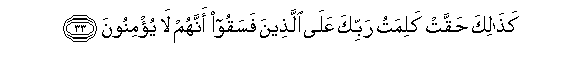 كَذَٰلِكَ حَقَّتْ كَلِمَتُ رَبِّكَ عَلَى ٱلَّذِينَ فَسَقُوٓا۟ أَنَّهُمْ لَا يُؤْمِنُونَ ﴿٣٣﴾